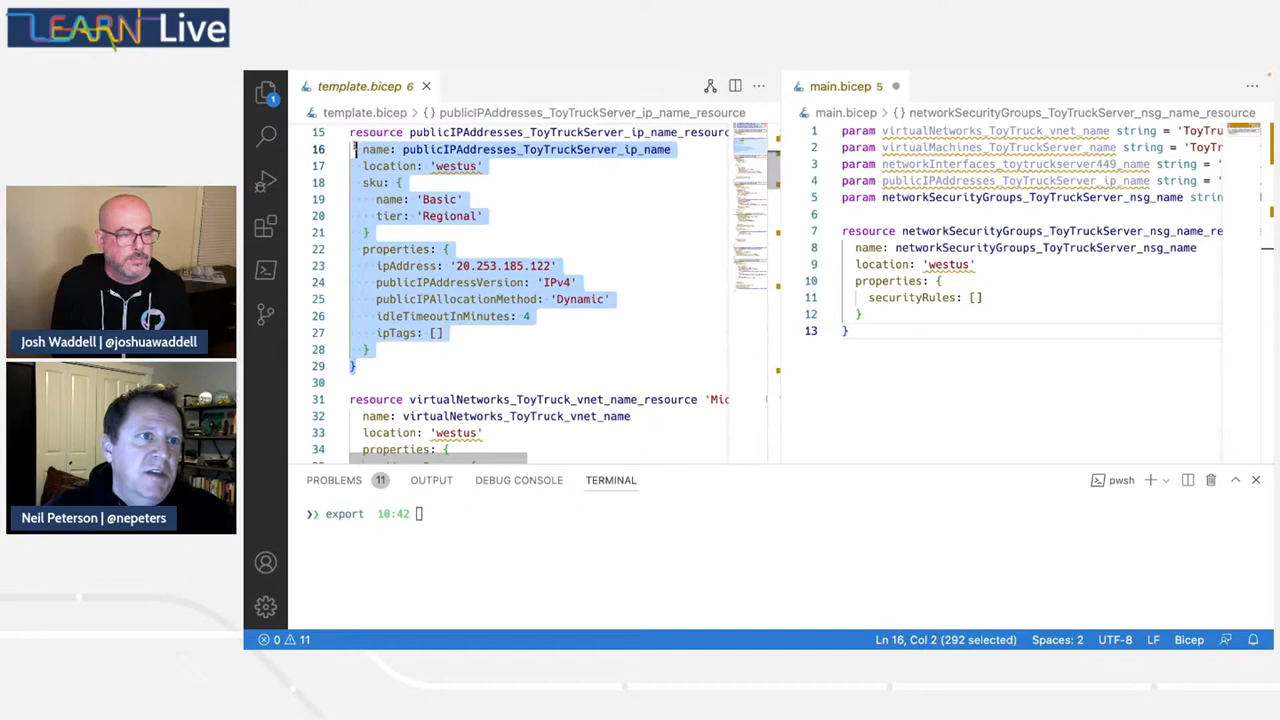 LEARN Live
template.bicep 6
main.bicep 5
template.bicep > {} publicIPAddresses_ToyTruckServer_ip_name_resource
main.bicep > {} networkSecurityGroups_ToyTruckServer_nsg_name_resource
15 resource publicIPAddresses_ToyTruckServer_ip_name_resourc
16 name: publicIPAddresses_ToyTruckServer_ip_name
17 location: 'westus'
18 sku: {
19 name: 'Basic'
20 tier: 'Regional'
21 }
22 properties: {
23 ipAddress: '20.253.185.122'
24 publicIPAddressVersion: 'IPv4'
25 publicIPAllocationMethod: 'Dynamic'
26 idleTimeoutInMinutes: 4
27 ipTags: []
28 }
29 }
30
31 resource virtualNetworks_ToyTruck_vnet_name_resource 'Mic
32 name: virtualNetworks_ToyTruck_vnet_name
33 location: 'westus'
34 properties: {
1 param virtualNetworks_ToyTruck_vnet_name string = 'ToyTru
2 param virtualMachines_ToyTruckServer_name string = 'ToyTr
3 param networkInterfaces_toytruckserver449_name string = '
4 param publicIPAddresses_ToyTruckServer_ip_name string = '
5 param networkSecurityGroups_ToyTruckServer_nsg_name strin
6
7 resource networkSecurityGroups_ToyTruckServer_nsg_name_re
8 name: networkSecurityGroups_ToyTruckServer_nsg_name
9 location: 'westus'
10 properties: {
11 securityRules: []
12 }
13 }
Josh Waddell | @joshuawaddell
Neil Peterson | @nepeters
PROBLEMS 11 OUTPUT DEBUG CONSOLE TERMINAL
pwsh
export 10:42
0 11
Ln 16, Col 2 (292 selected) Spaces: 2 UTF-8 LF Bicep